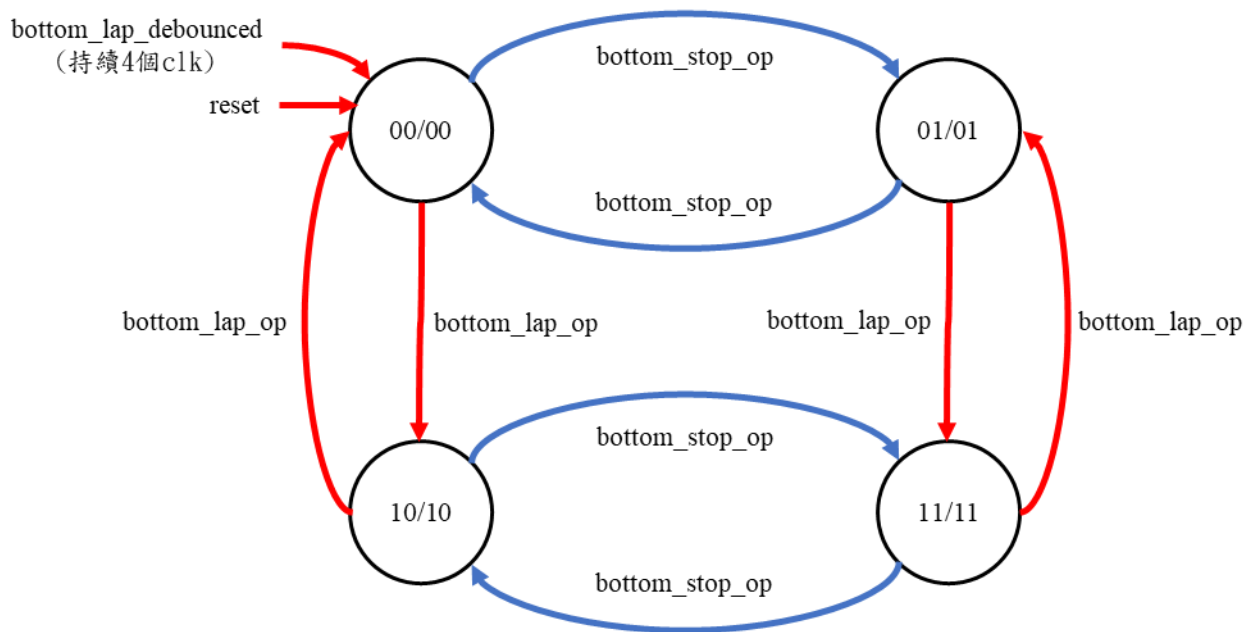 bottom_lap_debounced
(持續4個clk)
reset
bottom_stop_op
00/00
01/01
bottom_stop_op
bottom_lap_op
bottom_lap_op
bottom_lap_op
bottom_lap_op
bottom_stop_op
10/10
11/11
bottom_stop_op